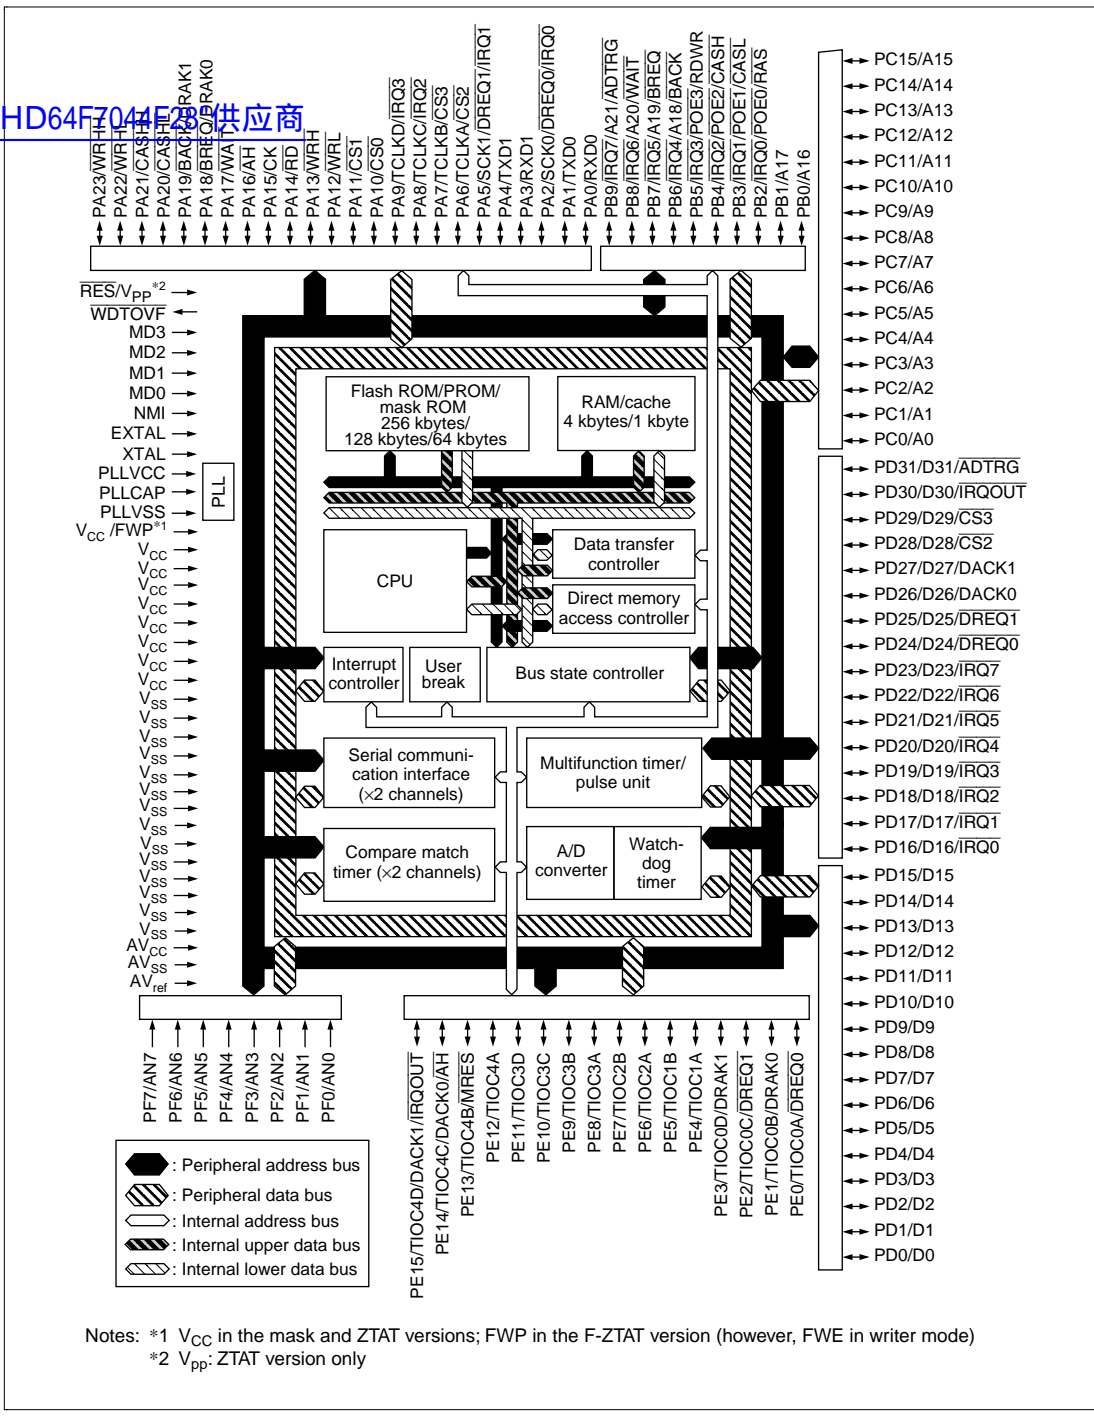 HD64F7044F28供应商
PA23/WRHH
PA22/WRHL
PA21/CASHH
PA20/CASHL
PA19/BACK/DRAK1
PA18/BREQ/DRAK0
PA17/WAIT
PA16/AH
PA15/CK
PA14/RD
PA13/WRH
PA12/WRL
PA11/CS1
PA10/CS0
PA9/TCLKD/IRQ3
PA8/TCLKC/IRQ2
PA7/TCLKB/CS3
PA6/TCLKA/CS2
PA5/SCK1/DREQ1/IRQ1
PA4/TXD1
PA3/RXD1
PA2/SCK0/DREQ0/IRQ0
PA1/TXD0
PA0/RXD0
PB9/IRQ7/A21/ADTRG
PB8/IRQ6/A20/WAIT
PB7/IRQ5/A19/BREQ
PB6/IRQ4/A18/BACK
PB5/IRQ3/POE3/RDWR
PB4/IRQ2/POE2/CASH
PB3/IRQ1/POE1/CASL
PB2/IRQ0/POE0/RAS
PB1/A17
PB0/A16
RES/VPP*2
WDTOVF
MD3
MD2
MD1
MD0
NMI
EXTAL
XTAL
PLLVCC
PLLCAP
PLLVSS
PLL
VCC /FWP*1
VCC
VCC
VCC
VCC
VCC
VCC
VCC
VCC
VSS
VSS
VSS
VSS
VSS
VSS
VSS
VSS
VSS
VSS
VSS
VSS
VSS
AVCC
AVSS
AVref
Flash ROM/PROM/
mask ROM
256 kbytes/
128 kbytes/64 kbytes
RAM/cache
4 kbytes/1 kbyte
CPU
Data transfer
controller
Direct memory
access controller
Interrupt
controller
User
break
Bus state controller
Serial communi-
cation interface
(×2 channels)
Multifunction timer/
pulse unit
Compare match
timer (×2 channels)
A/D
converter
Watch-
dog
timer
PC15/A15
PC14/A14
PC13/A13
PC12/A12
PC11/A11
PC10/A10
PC9/A9
PC8/A8
PC7/A7
PC6/A6
PC5/A5
PC4/A4
PC3/A3
PC2/A2
PC1/A1
PC0/A0
PD31/D31/ADTRG
PD30/D30/IRQOUT
PD29/D29/CS3
PD28/D28/CS2
PD27/D27/DACK1
PD26/D26/DACK0
PD25/D25/DREQ1
PD24/D24/DREQ0
PD23/D23/IRQ7
PD22/D22/IRQ6
PD21/D21/IRQ5
PD20/D20/IRQ4
PD19/D19/IRQ3
PD18/D18/IRQ2
PD17/D17/IRQ1
PD16/D16/IRQ0
PD15/D15
PD14/D14
PD13/D13
PD12/D12
PD11/D11
PD10/D10
PD9/D9
PD8/D8
PD7/D7
PD6/D6
PD5/D5
PD4/D4
PD3/D3
PD2/D2
PD1/D1
PD0/D0
PF7/AN7
PF6/AN6
PF5/AN5
PF4/AN4
PF3/AN3
PF2/AN2
PF1/AN1
PF0/AN0
PE15/TIOC4D/DACK1/IRQOUT
PE14/TIOC4C/DACK0/AH
PE13/TIOC4B/MRES
PE12/TIOC4A
PE11/TIOC3D
PE10/TIOC3C
PE9/TIOC3B
PE8/TIOC3A
PE7/TIOC2B
PE6/TIOC2A
PE5/TIOC1B
PE4/TIOC1A
PE3/TIOC0D/DRAK1
PE2/TIOC0C/DREQ1
PE1/TIOC0B/DRAK0
PE0/TIOC0A/DREQ0
: Peripheral address bus
: Peripheral data bus
: Internal address bus
: Internal upper data bus
: Internal lower data bus
Notes: *1 VCC in the mask and ZTAT versions; FWP in the F-ZTAT version (however, FWE in writer mode)
*2 Vpp: ZTAT version only